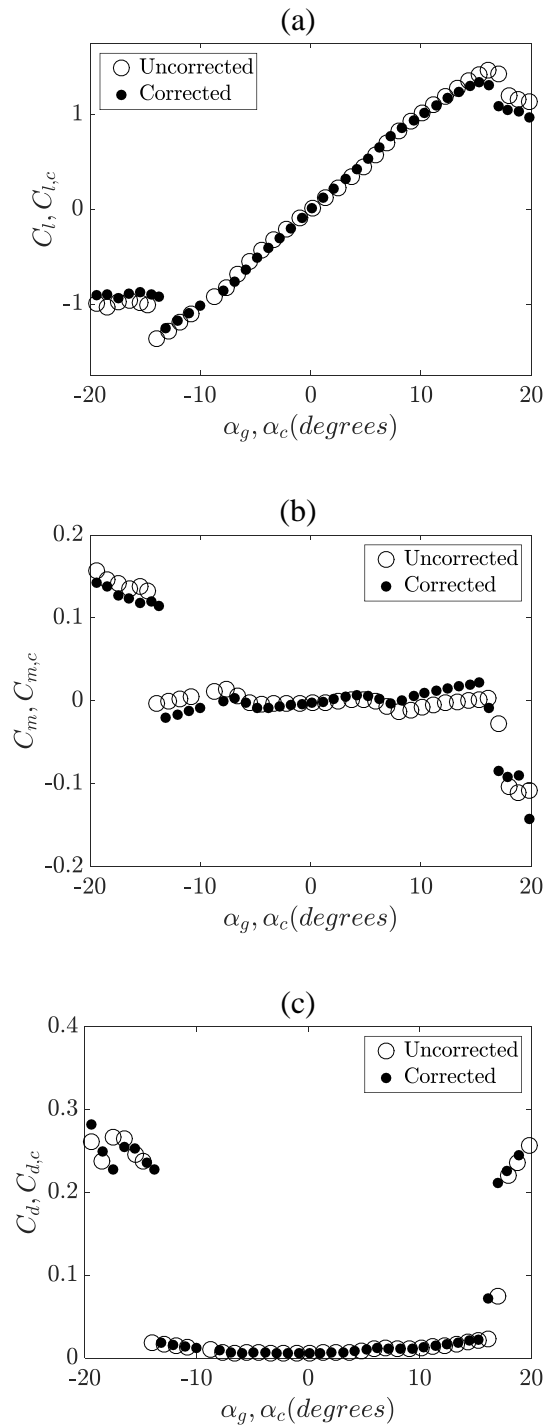 (a)
Uncorrected
Corrected
1
0
-1
C_l, C_{l,c}
-20
-10
0
10
20
α_g, α_c(degrees)
(b)
0.2
Uncorrected
Corrected
0.1
0
-0.1
-0.2
C_m, C_{m,c}
-20
-10
0
10
20
α_g, α_c(degrees)
(c)
0.4
Uncorrected
Corrected
0.3
0.2
0.1
0
C_d, C_{d,c}
-20
-10
0
10
20
α_g, α_c(degrees)